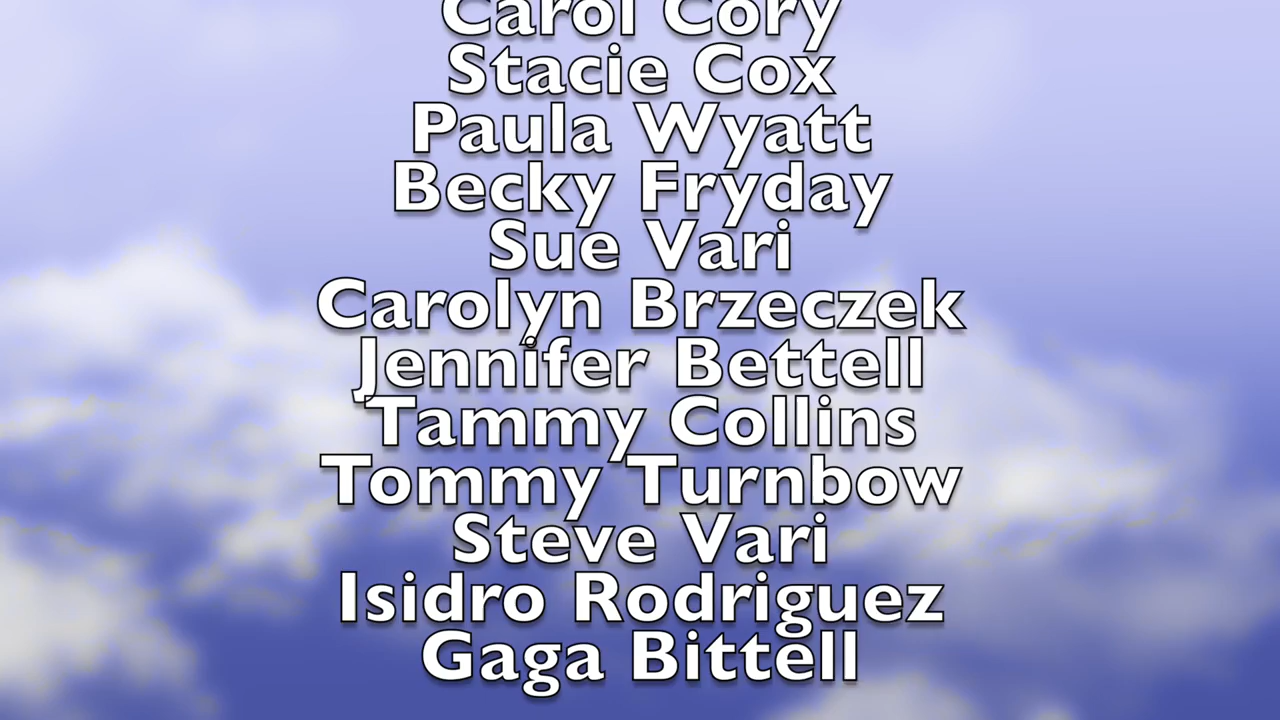 Carol Cory
Stacie Cox
Paula Wyatt
Becky Fryday
Sue Vari
Carolyn Brzeczek
Jennifer Bettell
Tammy Collins
Tommy Turnbow
Steve Vari
Isidro Rodriguez
Gaga Bittell